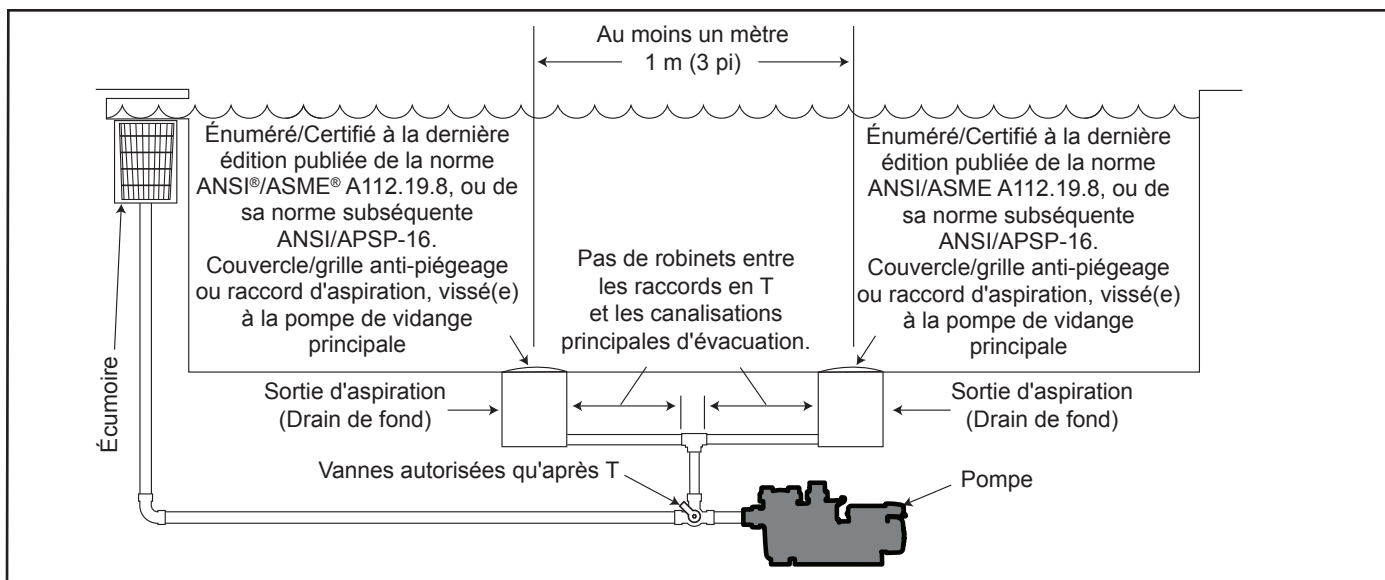 Au moins un mètre
1 m (3 pi)
Énuméré/Certifié à la dernière
édition publiée de la norme
ANSI®/ASME® A112.19.8, ou de
sa norme subséquente
ANSI/APSP-16.
Couvercle/grille anti-piégeage
ou raccord d'aspiration, vissé(e)
à la pompe de vidange
principale
Pas de robinets entre
les raccords en T
et les canalisations
principales d'évacuation.
Énuméré/Certifié à la dernière
édition publiée de la norme
ANSI/ASME A112.19.8, ou de
sa norme subséquente
ANSI/APSP-16.
Couvercle/grille anti-piégeage
ou raccord d'aspiration, vissé(e)
à la pompe de vidange
principale
Écumoire
Sortie d'aspiration
(Drain de fond)
Sortie d'aspiration
(Drain de fond)
Vannes autorisées qu'après T
Pompe